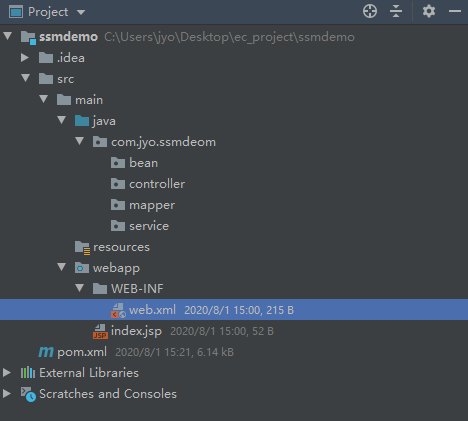 Project
ssmdemo C:\Users\jyo\Desktop\ec_project\ssmdemo
.idea
src
main
java
com.jyo.ssmdeom
bean
controller
mapper
service
resources
webapp
WEB-INF
web.xml 2020/8/1 15:00, 215 B
index.jsp 2020/8/1 15:00, 52 B
pom.xml 2020/8/1 15:21, 6.14 kB
External Libraries
Scratches and Consoles